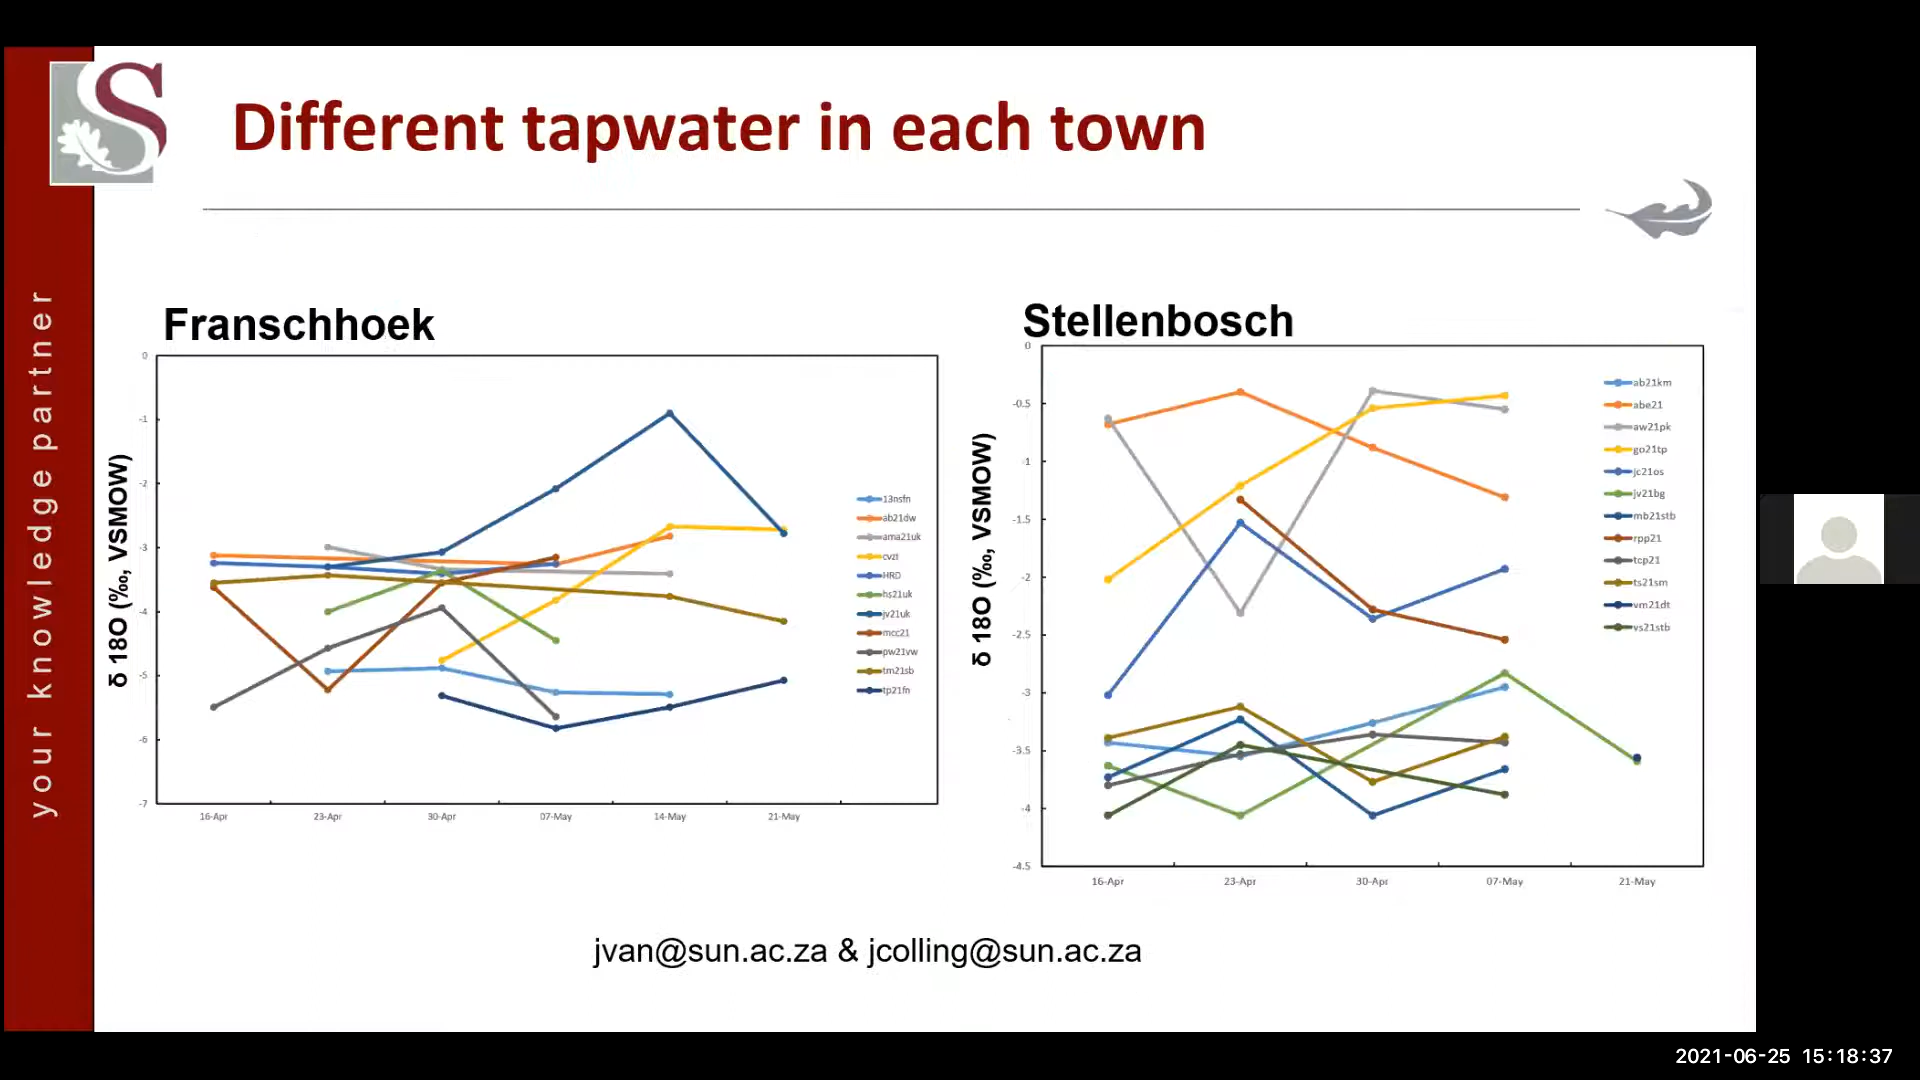 S
Different tapwater in each town
your knowledge partner
Franschhoek
δ 18O (‰, VSMOW)
0
-1
-2
-3
-4
-5
-6
-7
16-Apr
23-Apr
30-Apr
07-May
14-May
21-May
13nsfn
ab21dw
ama21uk
cvzt
HRD
hs21uk
jv21uk
mcc21
pw21vw
tm21sb
tp21fn
Stellenbosch
δ 18O (‰, VSMOW)
0
-0.5
-1
-1.5
-2
-2.5
-3
-3.5
-4
-4.5
16-Apr
23-Apr
30-Apr
07-May
21-May
ab21km
abe21
aw21pk
go21tp
jc21os
jv21bg
mb21stb
rpp21
tcp21
ts21sm
vm21dt
vs21stb
jvan@sun.ac.za & jcolling@sun.ac.za
2021-06-25 15:18:37